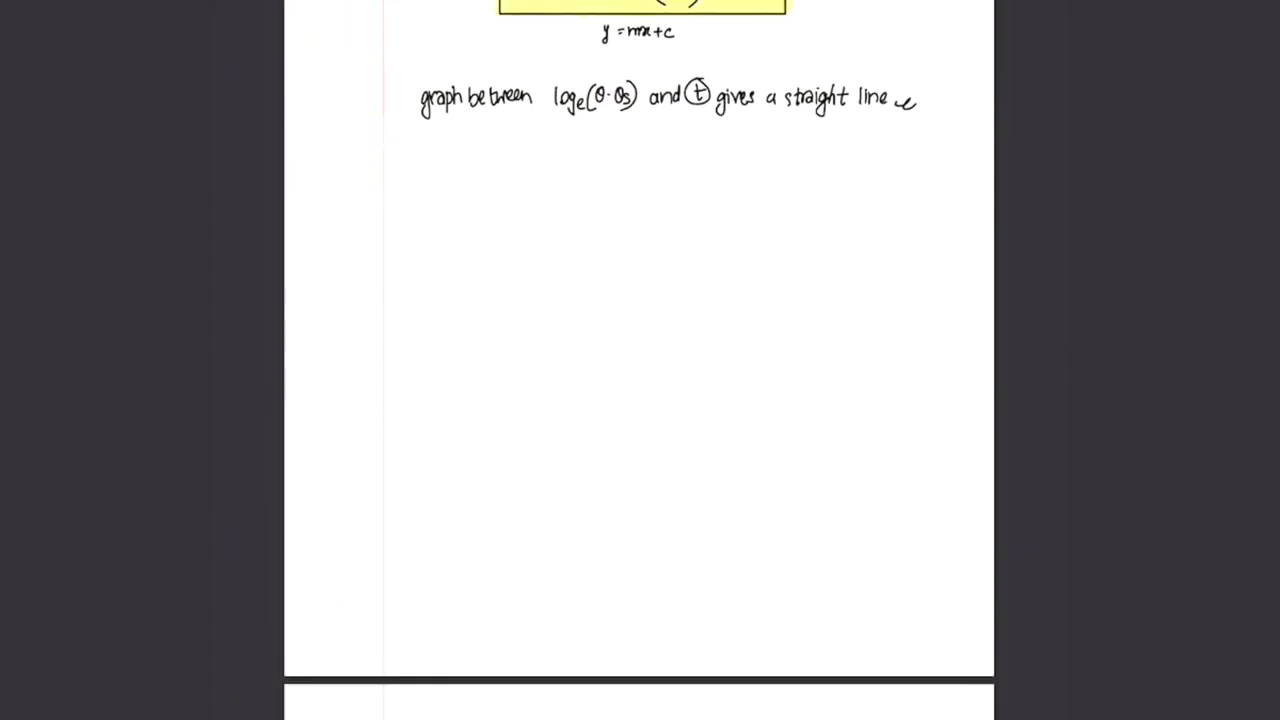 y = mx + c
graph between logₑ(θ-θs) and t gives a straight line